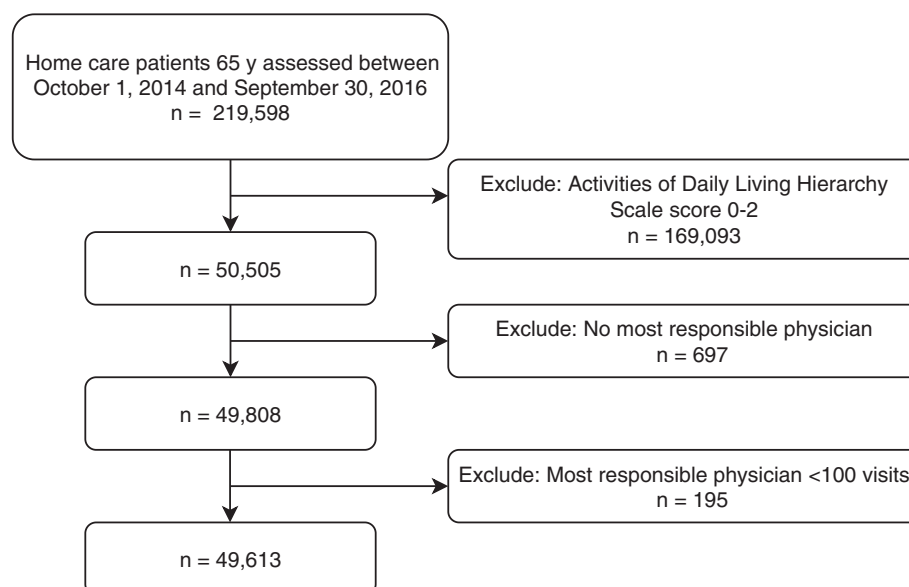 Home care patients 65 y assessed between
October 1, 2014 and September 30, 2016
n = 219,598
Exclude: Activities of Daily Living Hierarchy
Scale score 0-2
n = 169,093
n = 50,505
Exclude: No most responsible physician
n = 697
n = 49,808
Exclude: Most responsible physician <100 visits
n = 195
n = 49,613